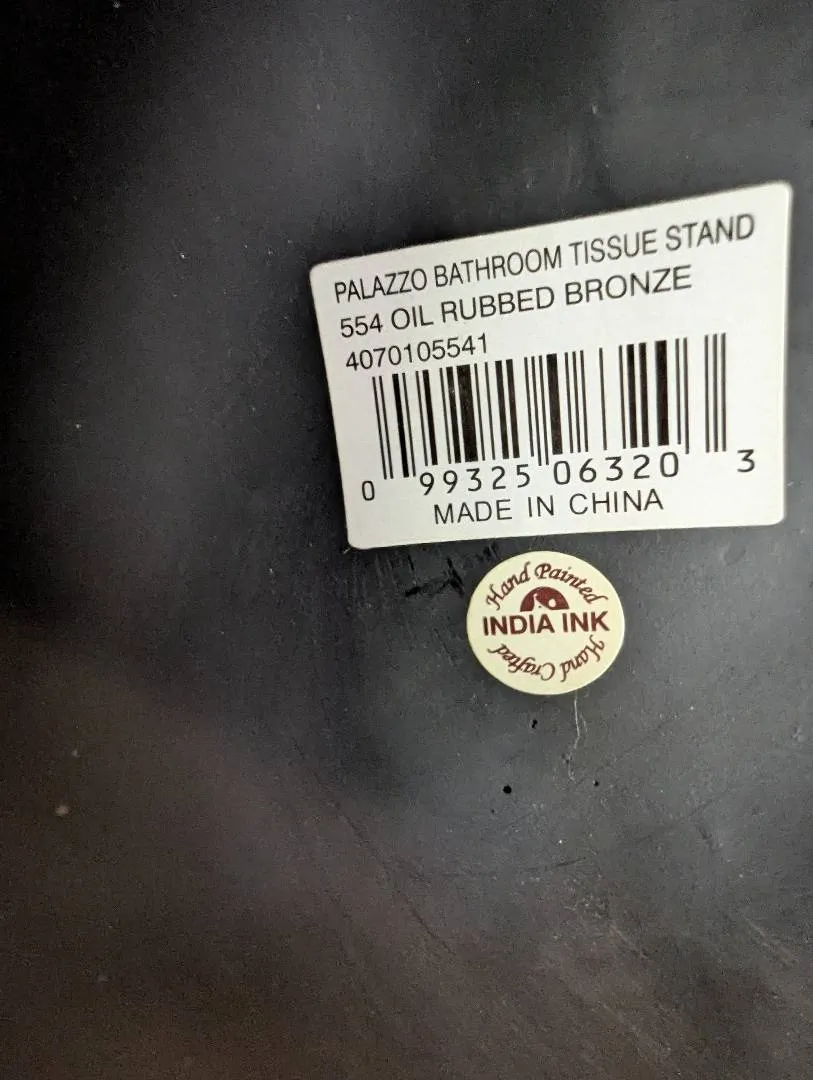 PALAZZO BATHROOM TISSUE STAND
554 OIL RUBBED BRONZE
4070105541
0 99325 06320 3
MADE IN CHINA
Hand Painted
INDIA INK
Hand Crafted